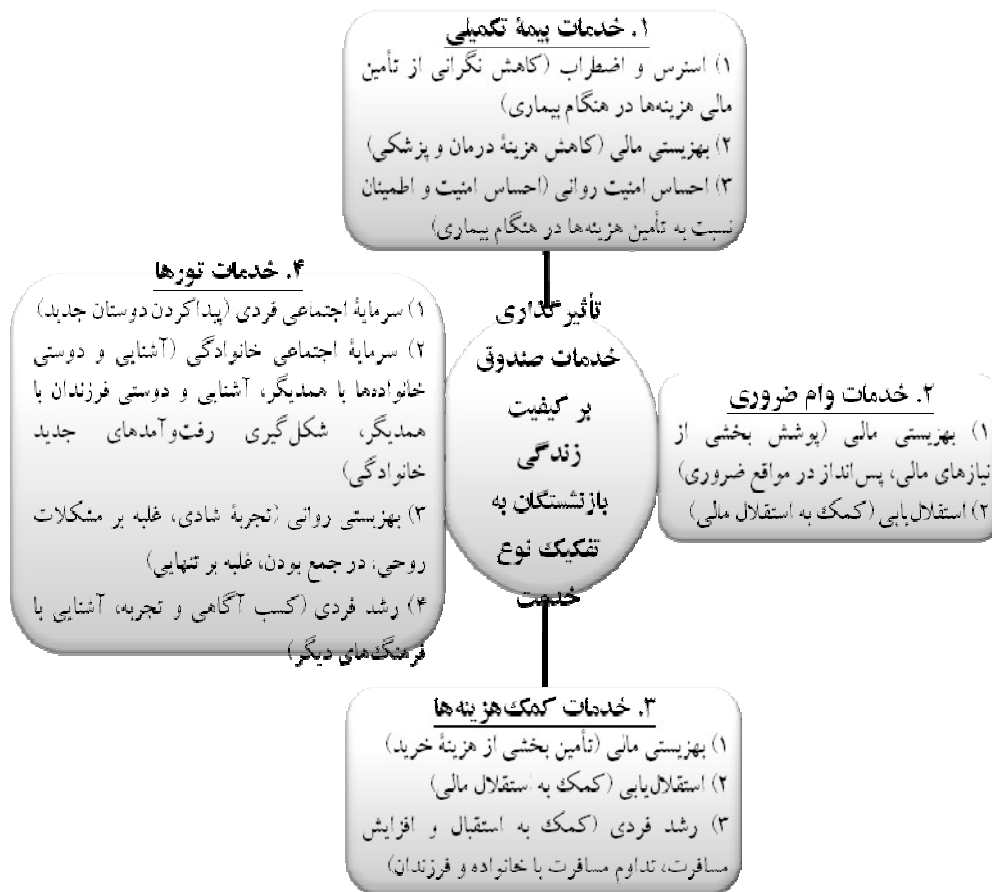 ۱. خدمات بیمهٔ تکمیلی
۱) استرس و اضطراب (کاهش نگرانی از تأمین
مالی هزینه‌ها در هنگام بیماری)
۲) بهزیستی مالی (کاهش هزینهٔ درمان و پزشکی)
۳) احساس امنیت روانی (احساس امنیت و اطمینان
نسبت به تأمین هزینه‌ها در هنگام بیماری)
تأثیرگذاری
خدمات صندوق
بر کیفیت
زندگی
بازنشستگان به
تفکیک نوع
خدمت
۲. خدمات وام ضروری
۱) بهزیستی مالی (پوشش بخشی از
نیازهای مالی، پس‌انداز در مواقع ضروری)
۲) استقلال‌یابی (کمک به استقلال مالی)
۳. خدمات کمک‌هزینه‌ها
۱) بهزیستی مالی (تأمین بخشی از هزینهٔ خرید)
۲) استقلال‌یابی (کمک به استقلال مالی)
۳) رشد فردی (کمک به استقبال و افزایش
مسافرت، تداوم مسافرت با خانواده و فرزندان)
۴. خدمات تورها
۱) سرمایهٔ اجتماعی فردی (پیداکردن دوستان جدید)
۲) سرمایهٔ اجتماعی خانوادگی (آشنایی و دوستی
خانواده‌ها با همدیگر، آشنایی و دوستی فرزندان با
همدیگر، شکل‌گیری رفت‌وآمدهای جدید
خانوادگی)
۳) بهزیستی روانی (تجربهٔ شادی، غلبه بر مشکلات
روحی، در جمع بودن، غلبه بر تنهایی)
۴) رشد فردی (کسب آگاهی و تجربه، آشنایی با
فرهنگ‌های دیگر)